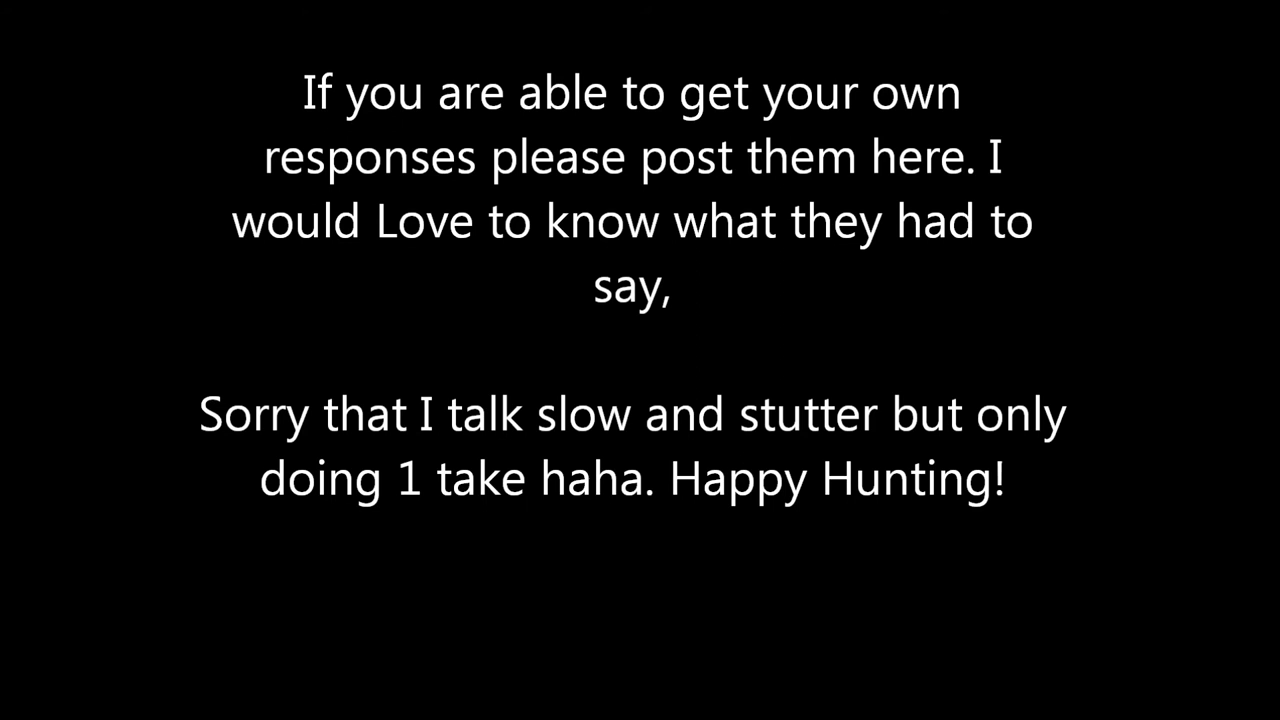 If you are able to get your own
responses please post them here. I
would Love to know what they had to
say,
Sorry that I talk slow and stutter but only
doing 1 take haha. Happy Hunting!